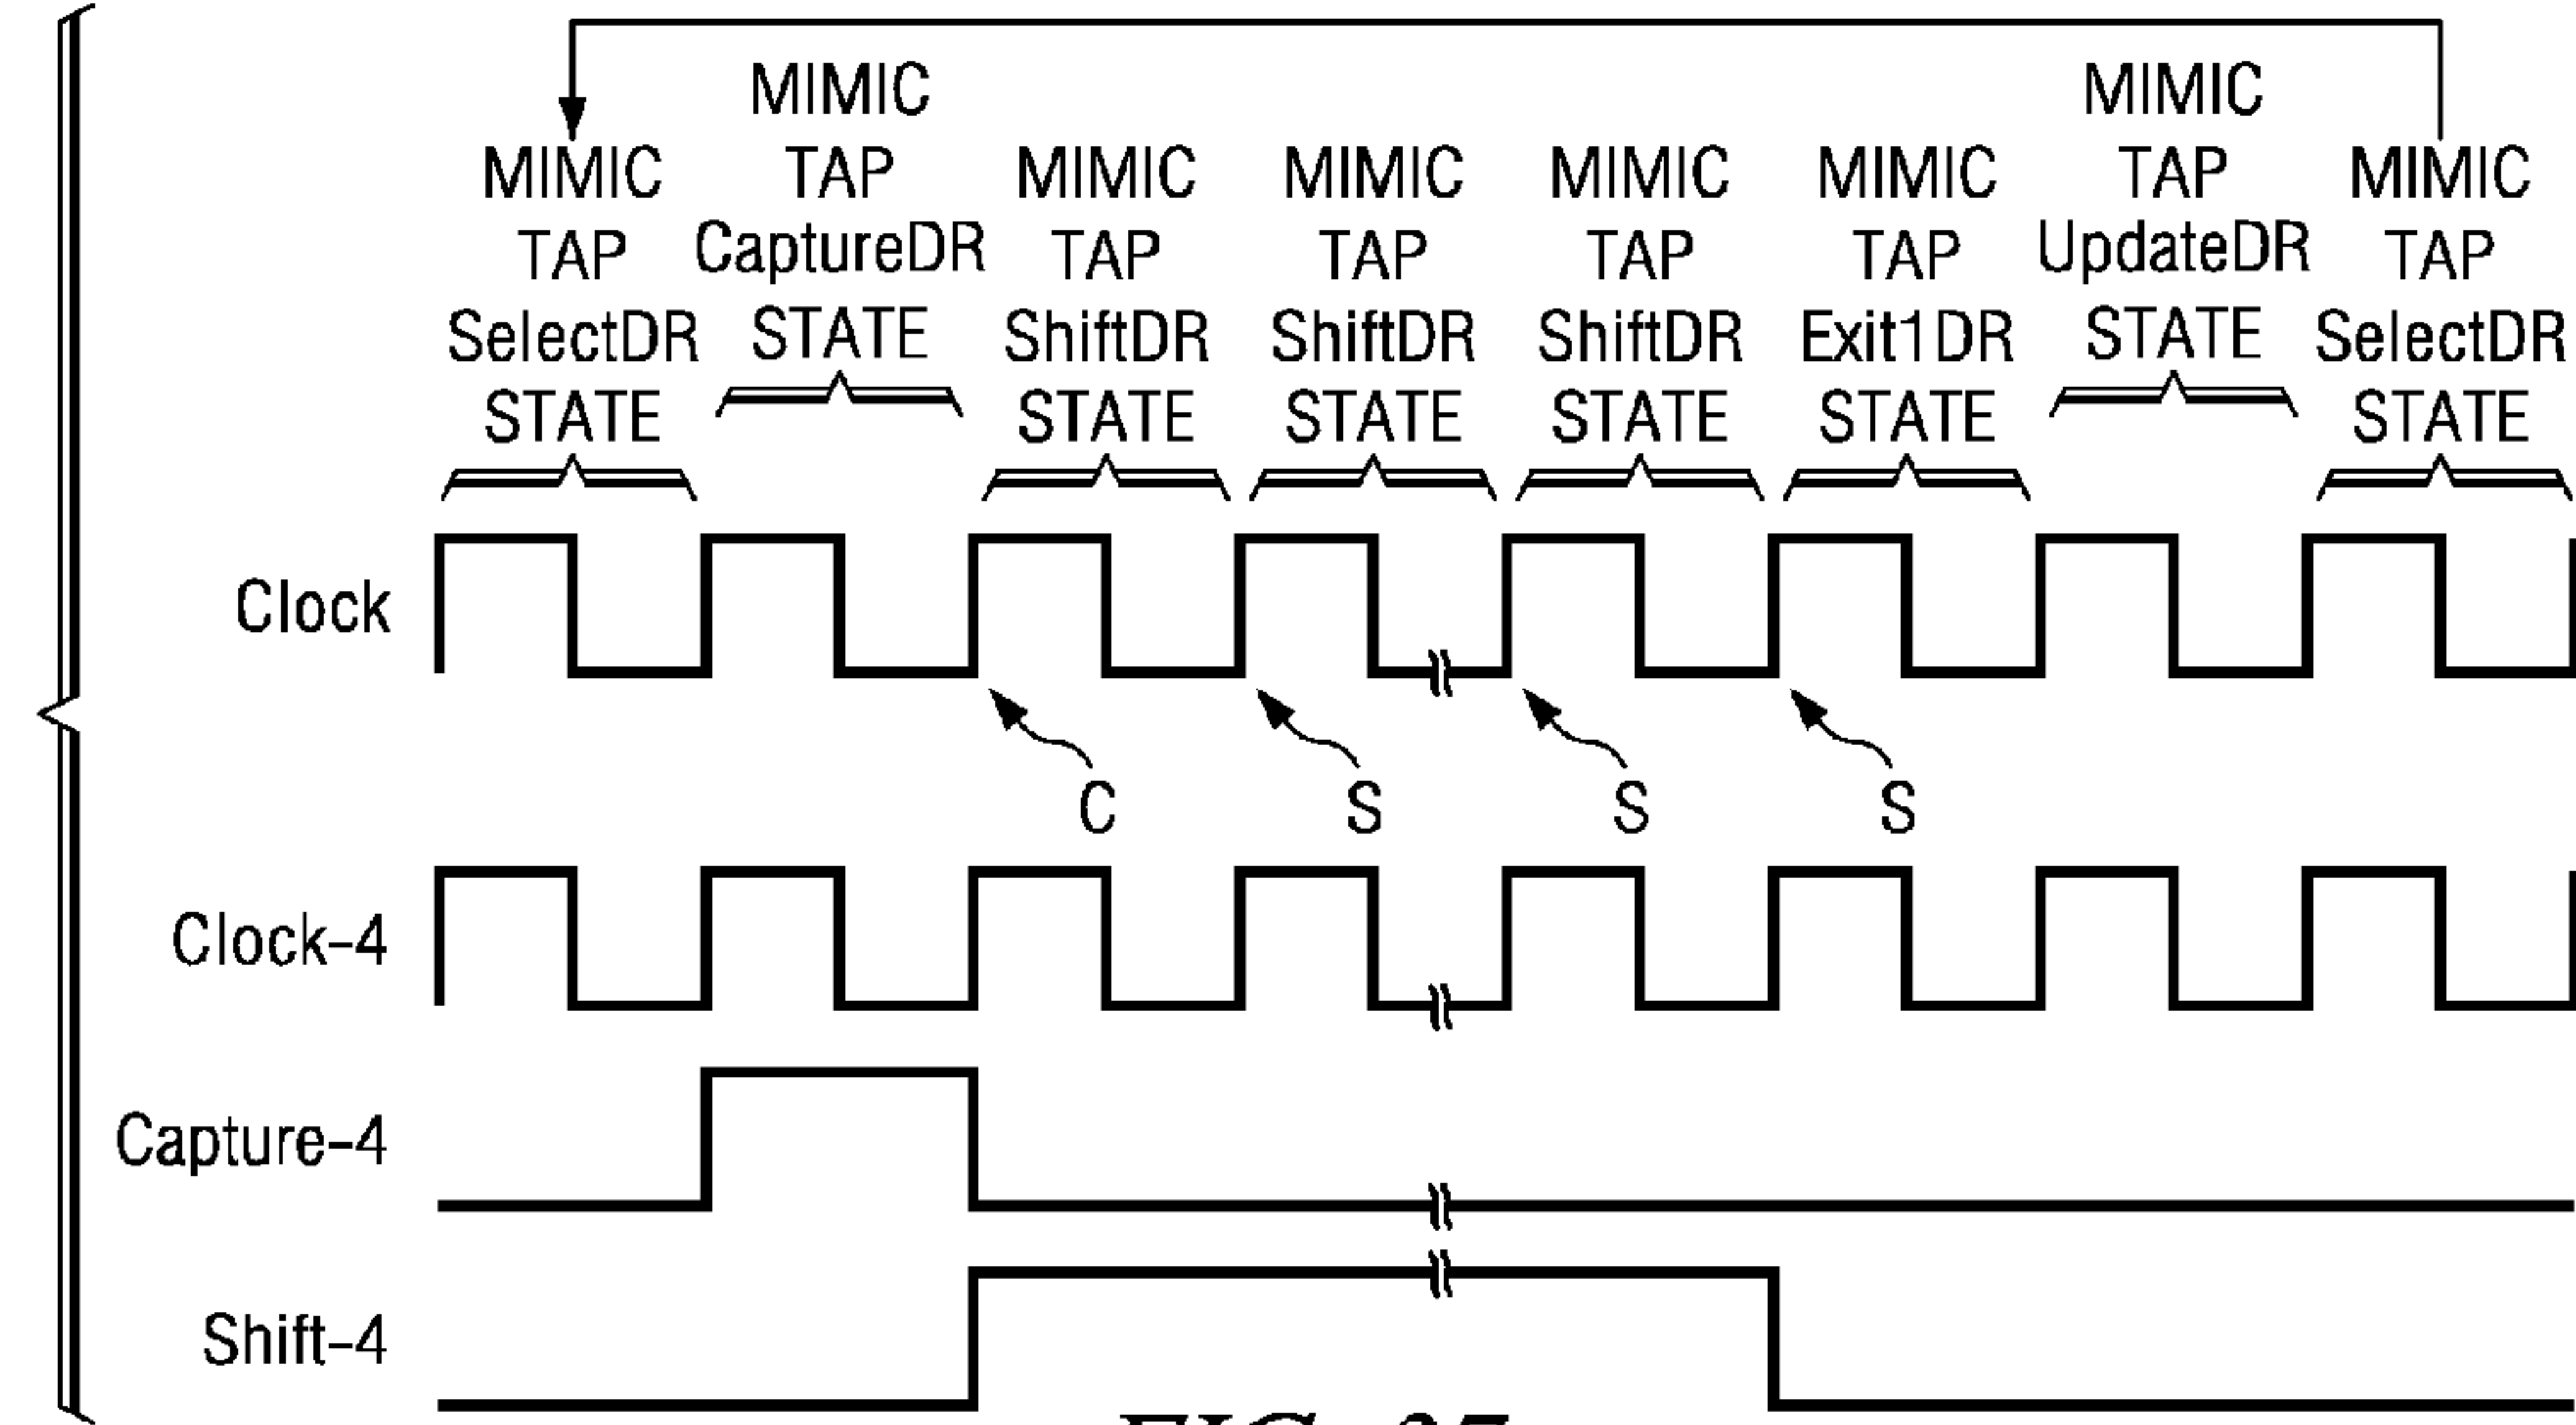 MIMIC
TAP
SelectDR
STATE
MIMIC
TAP
CaptureDR
STATE
MIMIC
TAP
ShiftDR
STATE
MIMIC
TAP
ShiftDR
STATE
MIMIC
TAP
ShiftDR
STATE
MIMIC
TAP
Exit1DR
STATE
MIMIC
TAP
UpdateDR
STATE
MIMIC
TAP
SelectDR
STATE
Clock
C
S
S
S
Clock-4
Capture-4
Shift-4